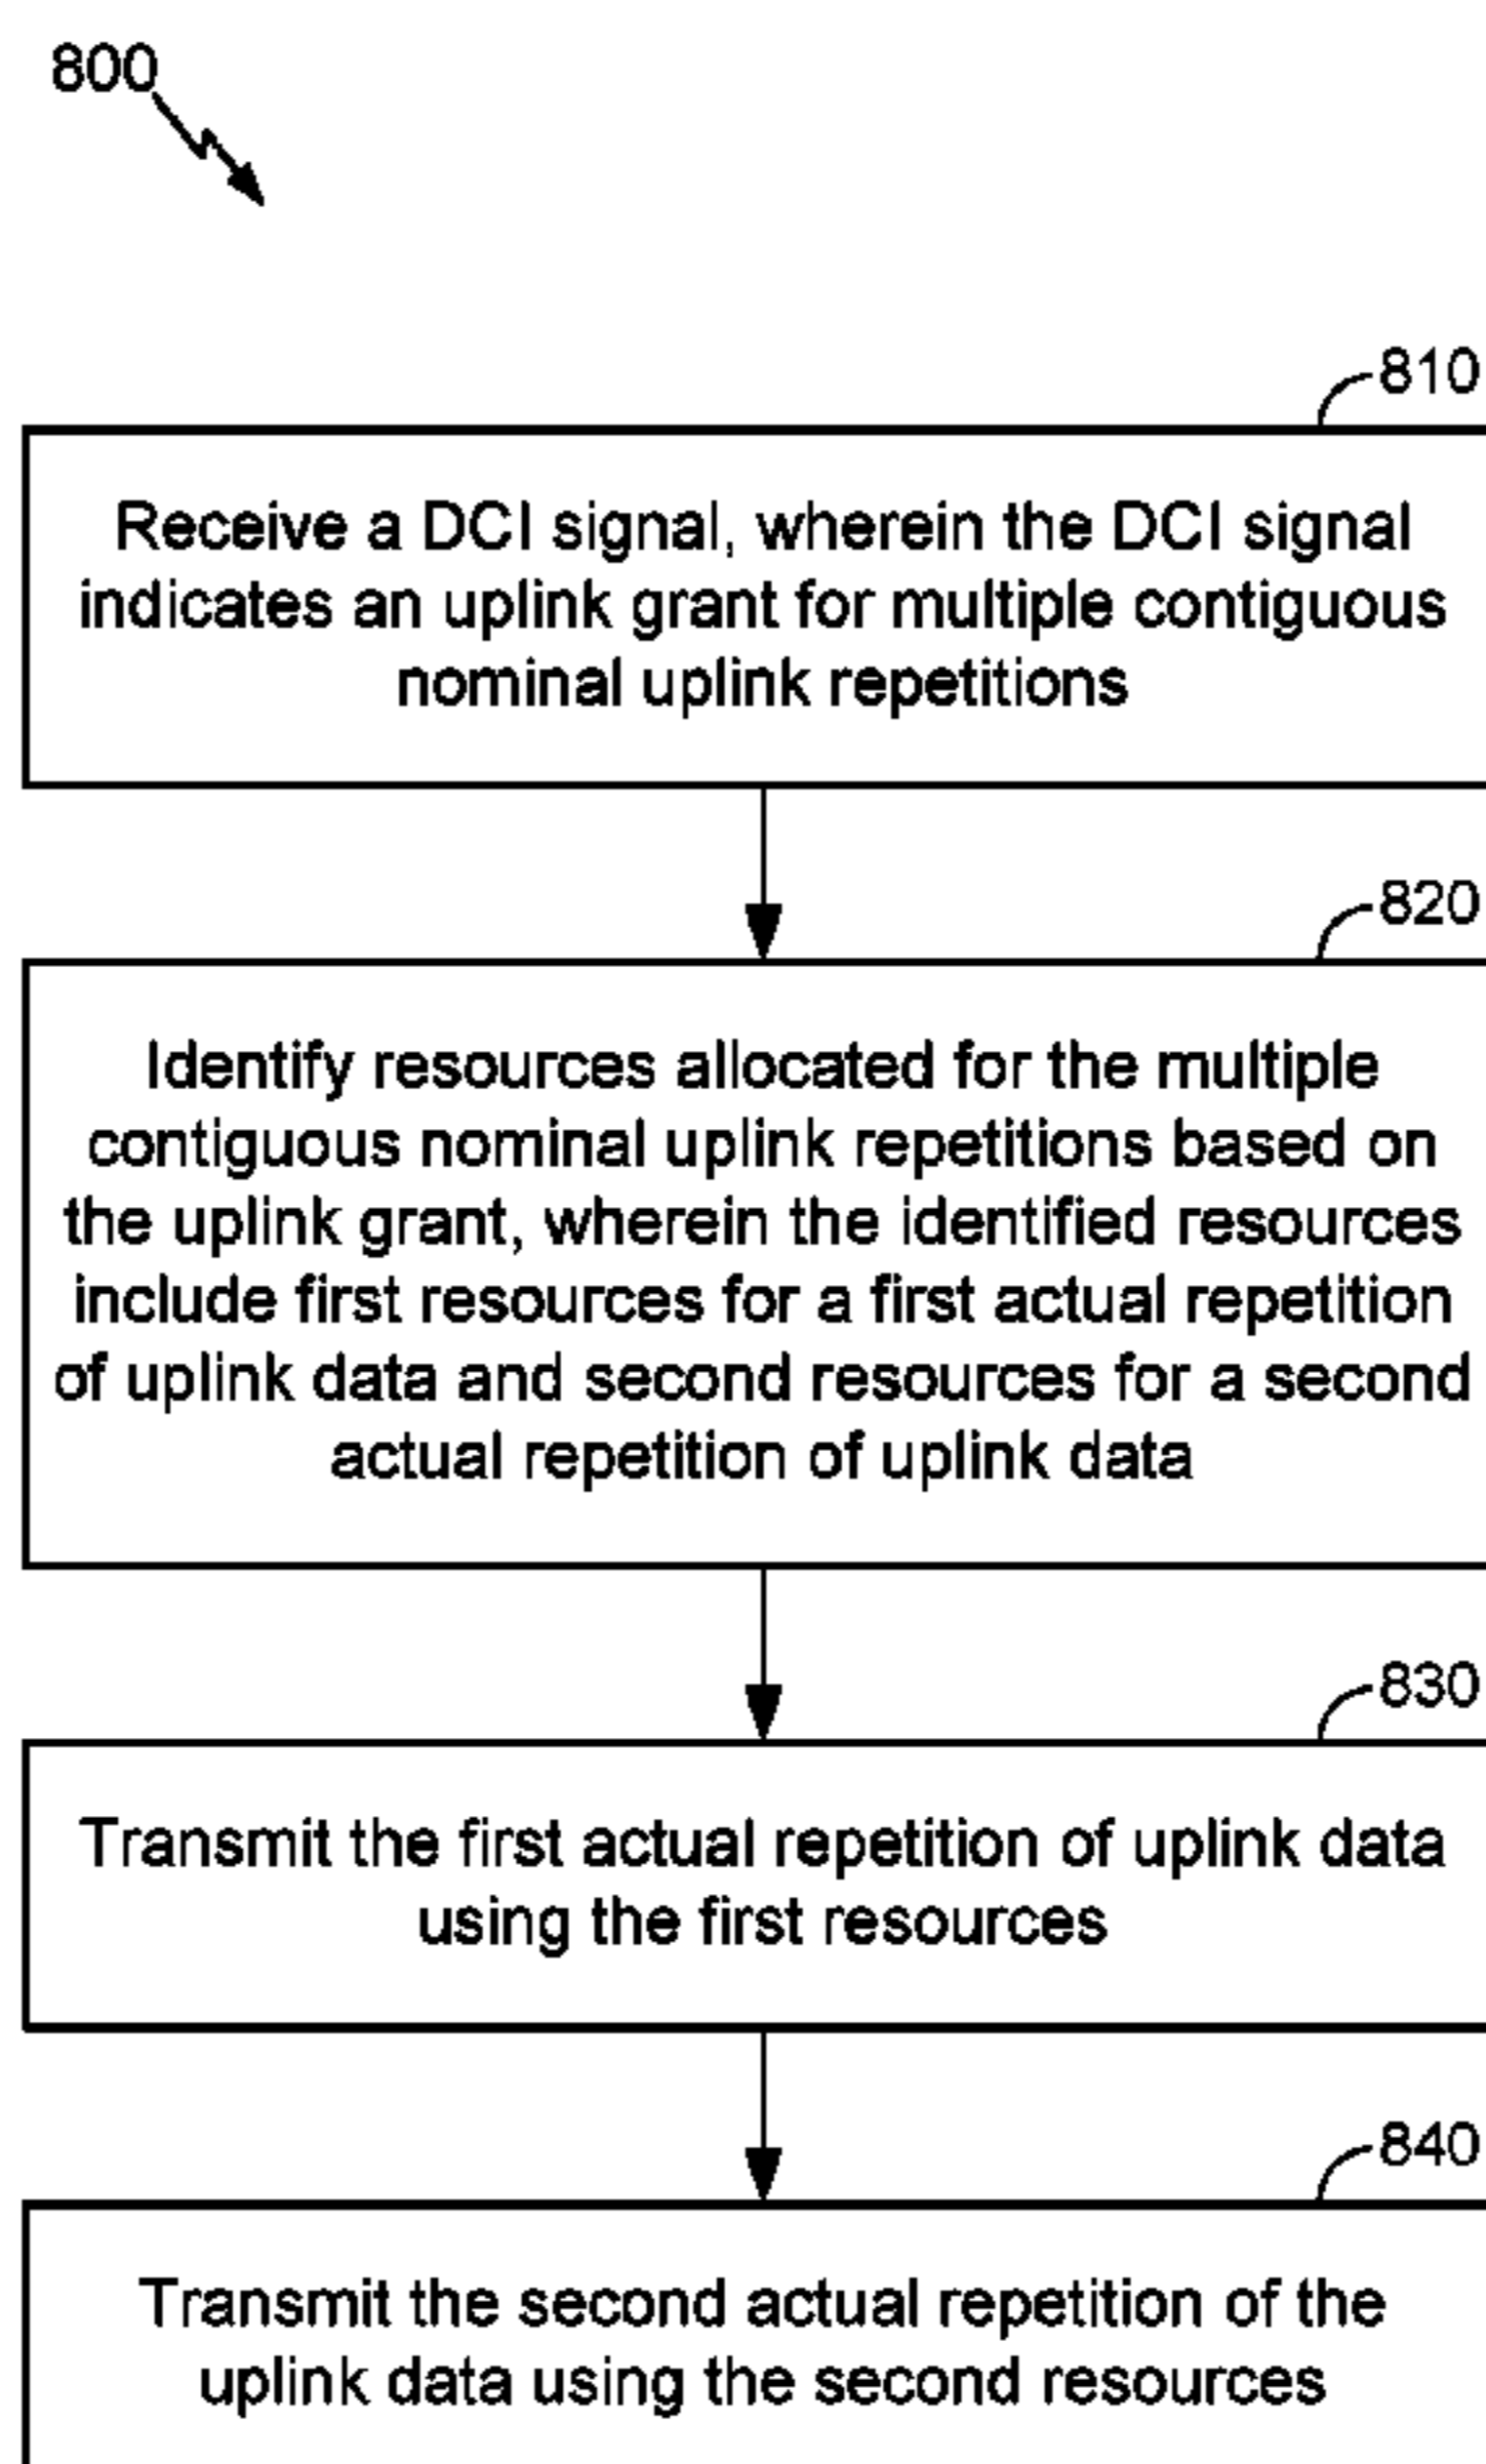 800
810
Receive a DCI signal, wherein the DCI signal
indicates an uplink grant for multiple contiguous
nominal uplink repetitions
820
Identify resources allocated for the multiple
contiguous nominal uplink repetitions based on
the uplink grant, wherein the identified resources
include first resources for a first actual repetition
of uplink data and second resources for a second
actual repetition of uplink data
830
Transmit the first actual repetition of uplink data
using the first resources
840
Transmit the second actual repetition of the
uplink data using the second resources